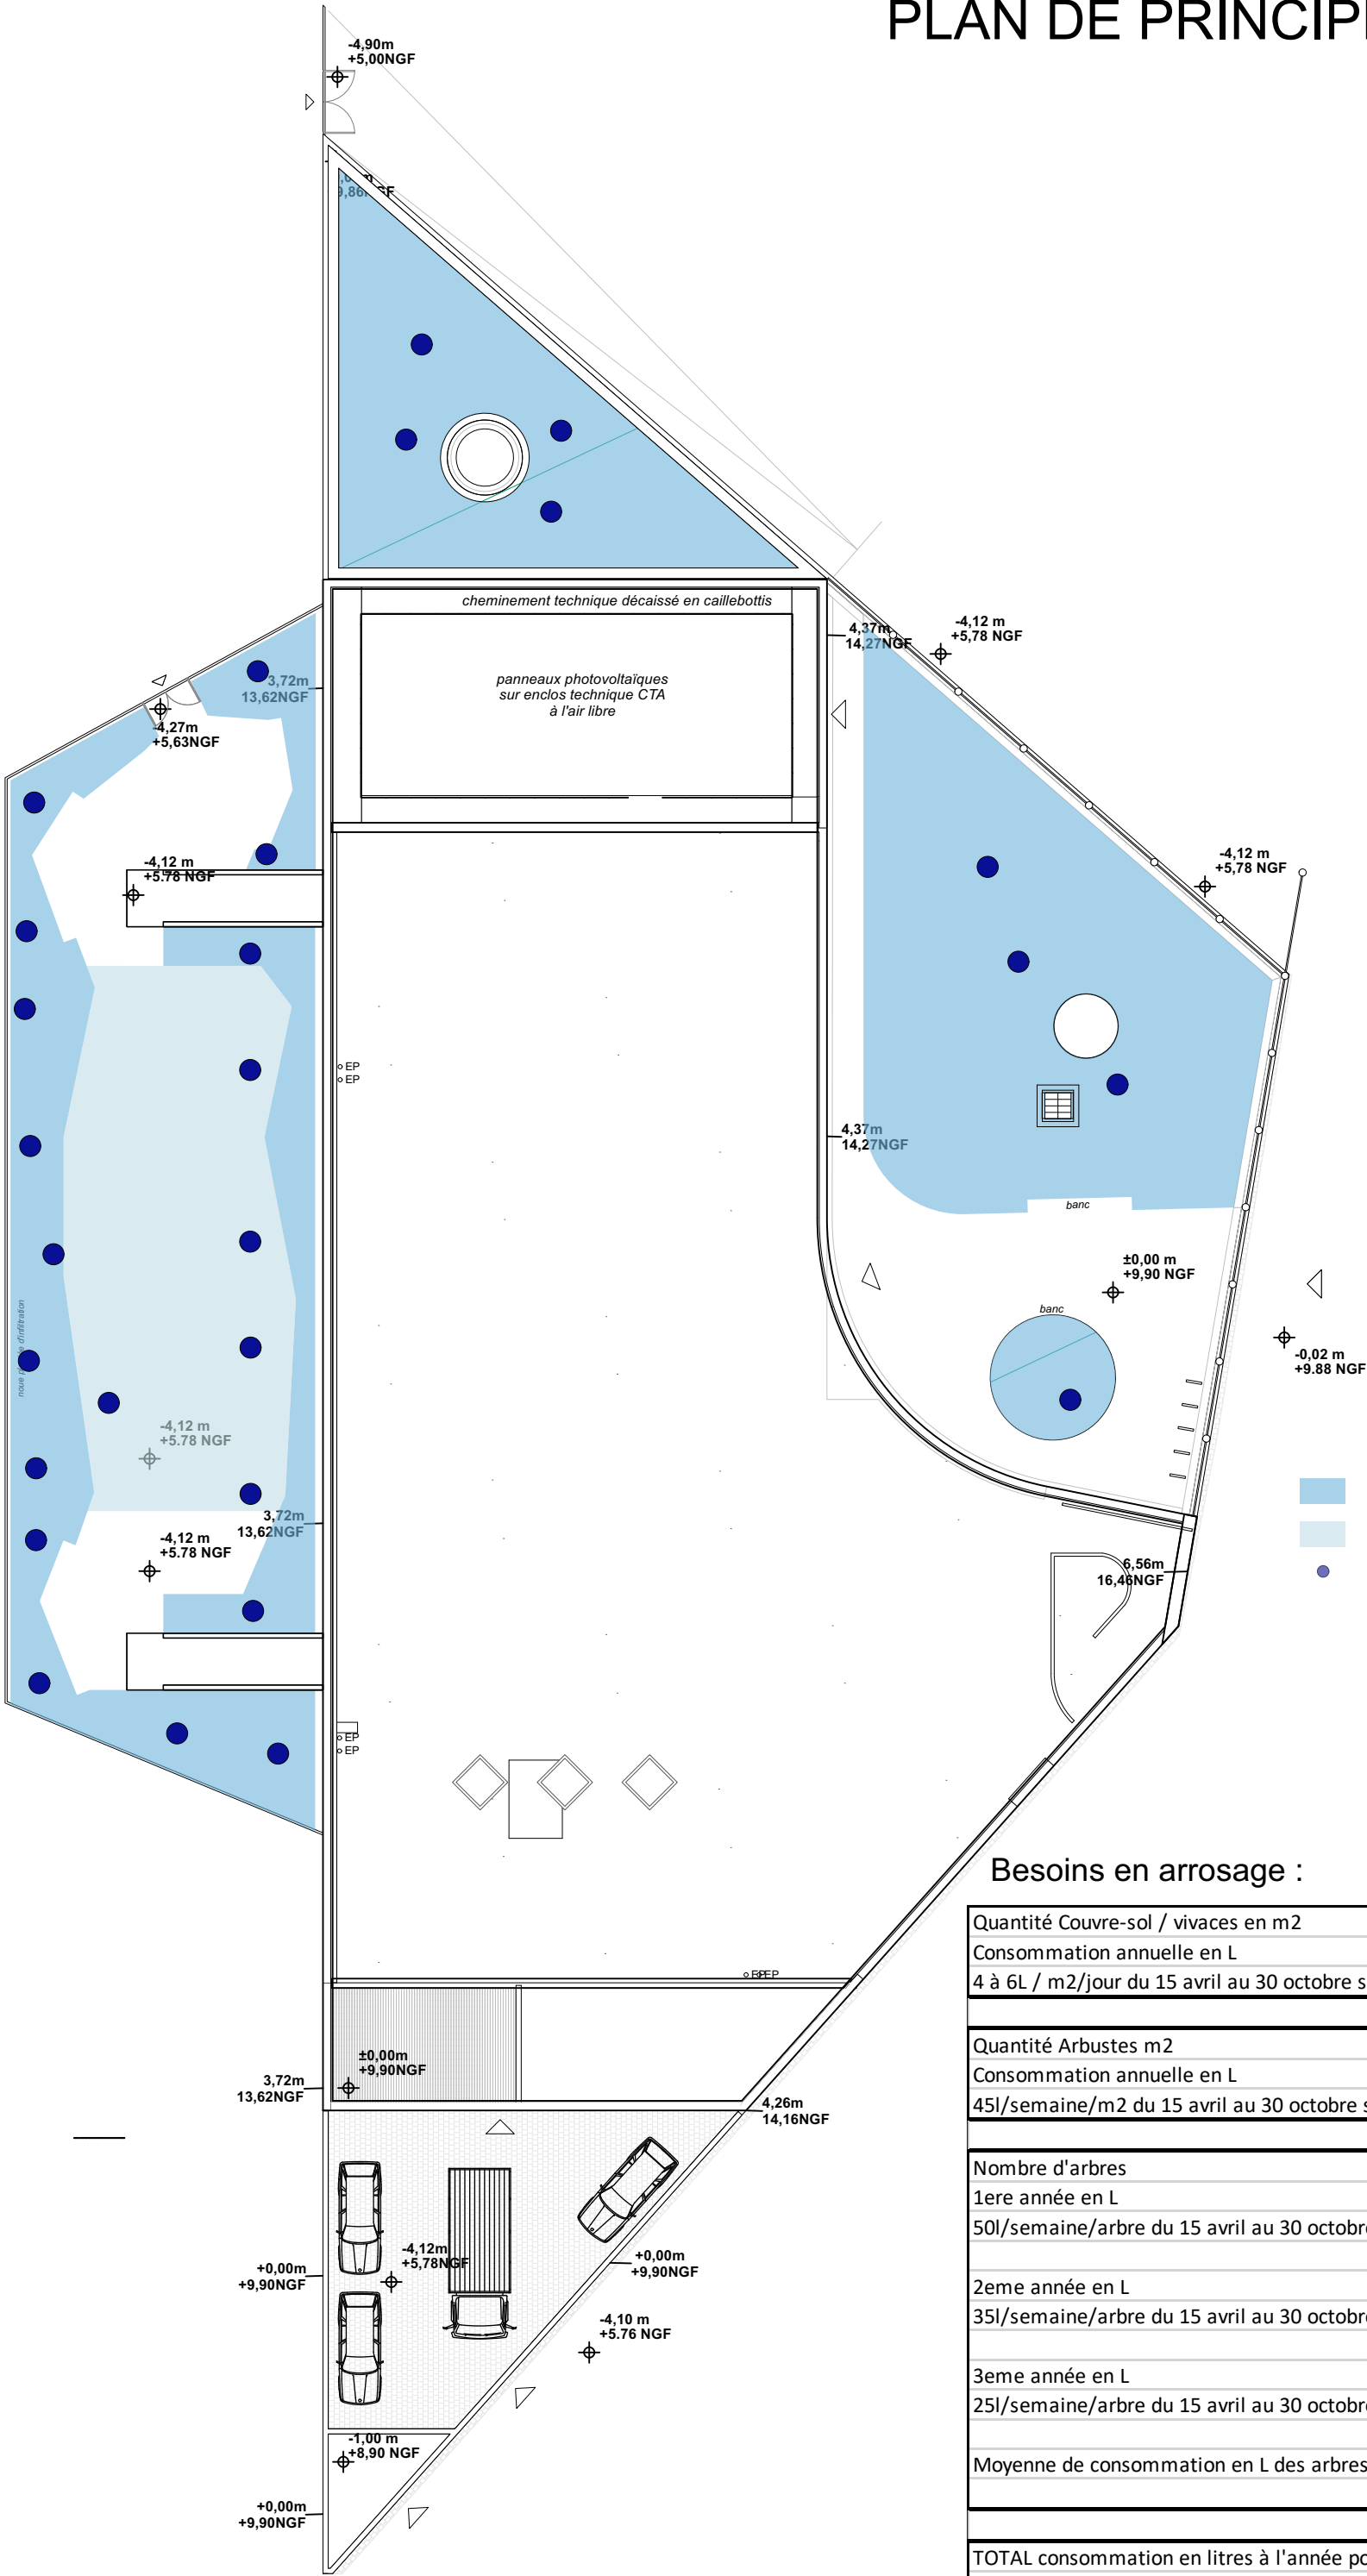 PLAN DE PRINCIP
-4,90m
+5,00NGF
cheminement technique décaissé en caillebottis
panneaux photovoltaïques
sur enclos technique CTA
à l'air libre
4,37m
14,27NGF
-4,12 m
+5,78 NGF
3,72m
13,62NGF
-4,27m
+5,63NGF
-4,12 m
+5.78 NGF
-4,12 m
+5,78 NGF
EP
EP
4,37m
14,27NGF
banc
±0,00 m
+9,90 NGF
banc
-0,02 m
+9.88 NGF
noue d'infiltration
-4,12 m
+5.78 NGF
3,72m
13,62NGF
-4,12 m
+5.78 NGF
6,56m
16,46NGF
EP
EP
EP
Besoins en arrosage :
Quantité Couvre-sol / vivaces en m2
Consommation annuelle en L
4 à 6L / m2/jour du 15 avril au 30 octobre s
Quantité Arbustes m2
Consommation annuelle en L
45l/semaine/m2 du 15 avril au 30 octobre s
Nombre d'arbres
1ere année en L
50l/semaine/arbre du 15 avril au 30 octobr
2eme année en L
35l/semaine/arbre du 15 avril au 30 octobr
3eme année en L
25l/semaine/arbre du 15 avril au 30 octobr
Moyenne de consommation en L des arbres
TOTAL consommation en litres à l'année po
±0,00m
+9,90NGF
3,72m
13,62NGF
4,26m
14,16NGF
-4,12m
+5,78NGF
+0,00m
+9,90NGF
+0,00m
+9,90NGF
-4,10 m
+5.76 NGF
-1,00 m
+8,90 NGF
+0,00m
+9,90NGF